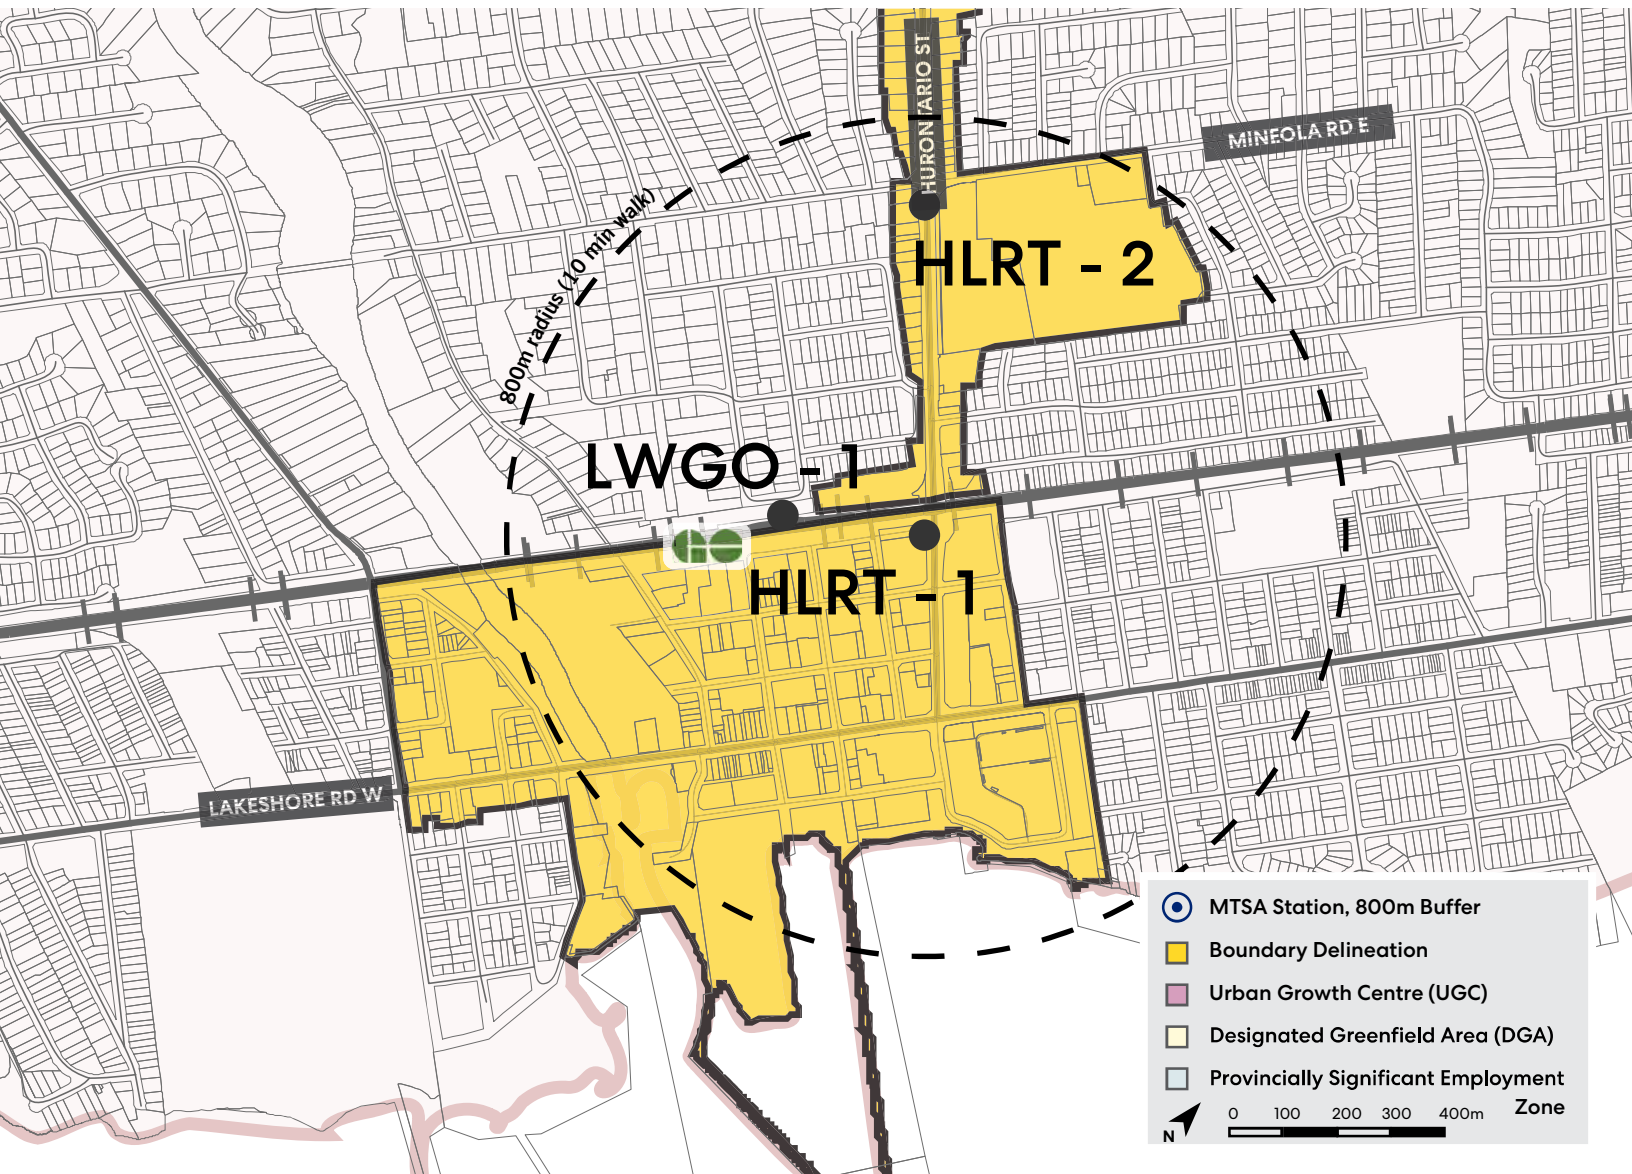 HURONTARIO ST
MINEOLA RD E
800m radius (10 min walk)
HLRT - 2
LWGO - 1
GO
HLRT - 1
LAKESHORE RD W
MTSA Station, 800m Buffer
Boundary Delineation
Urban Growth Centre (UGC)
Designated Greenfield Area (DGA)
Provincially Significant Employment
Zone
N
0 100 200 300 400m